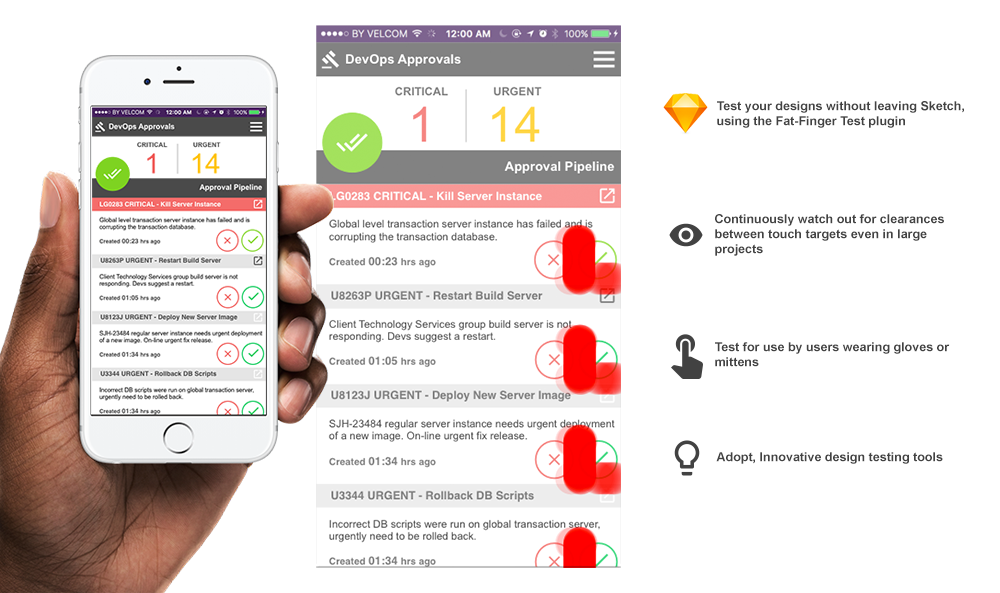 BY VELCOM 12:00 AM 100%
DevOps Approvals
CRITICAL URGENT
1 14
Approval Pipeline
LG0283 CRITICAL - Kill Server Instance
Global level transaction server instance has failed and is
corrupting the transaction database.
Created 00:23 hrs ago
U8263P URGENT - Restart Build Server
Client Technology Services group build server is not
responding. Devs suggest a restart.
Created 01:05 hrs ago
U8123J URGENT - Deploy New Server Image
SJH-23484 regular server instance needs urgent deployment
of a new image. On-line urgent fix release.
Created 01:34 hrs ago
U3344 URGENT - Rollback DB Scripts
Incorrect DB scripts were run on global transaction server,
urgently need to be rolled back.
Created 01:34 hrs ago
BY VELCOM 12:00 AM 100%
DevOps Approvals
CRITICAL URGENT
1 14
Approval Pipeline
LG0283 CRITICAL - Kill Server Instance
Global level transaction server instance has failed and is
corrupting the transaction database.
Created 00:23 hrs ago
U8263P URGENT - Restart Build Server
Client Technology Services group build server is not
responding. Devs suggest a restart.
Created 01:05 hrs ago
U8123J URGENT - Deploy New Server Image
SJH-23484 regular server instance needs urgent deployment
of a new image. On-line urgent fix release.
Created 01:34 hrs ago
U3344 URGENT - Rollback DB Scripts
Incorrect DB scripts were run on global transaction server,
urgently need to be rolled back.
Created 01:34 hrs ago
Test your designs without leaving Sketch,
using the Fat-Finger Test plugin
Continuously watch out for clearances
between touch targets even in large
projects
Test for use by users wearing gloves or
mittens
Adopt, Innovative design testing tools